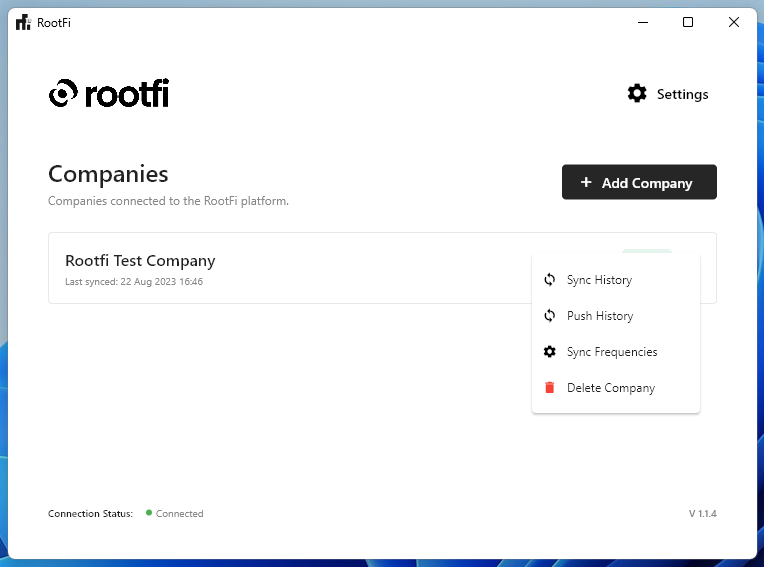 RootFi
rootfi
Settings
Companies
Companies connected to the RootFi platform.
+ Add Company
Rootfi Test Company
Last synced: 22 Aug 2023 16:46
Sync History
Push History
Sync Frequencies
Delete Company
Connection Status: Connected
V 1.1.4